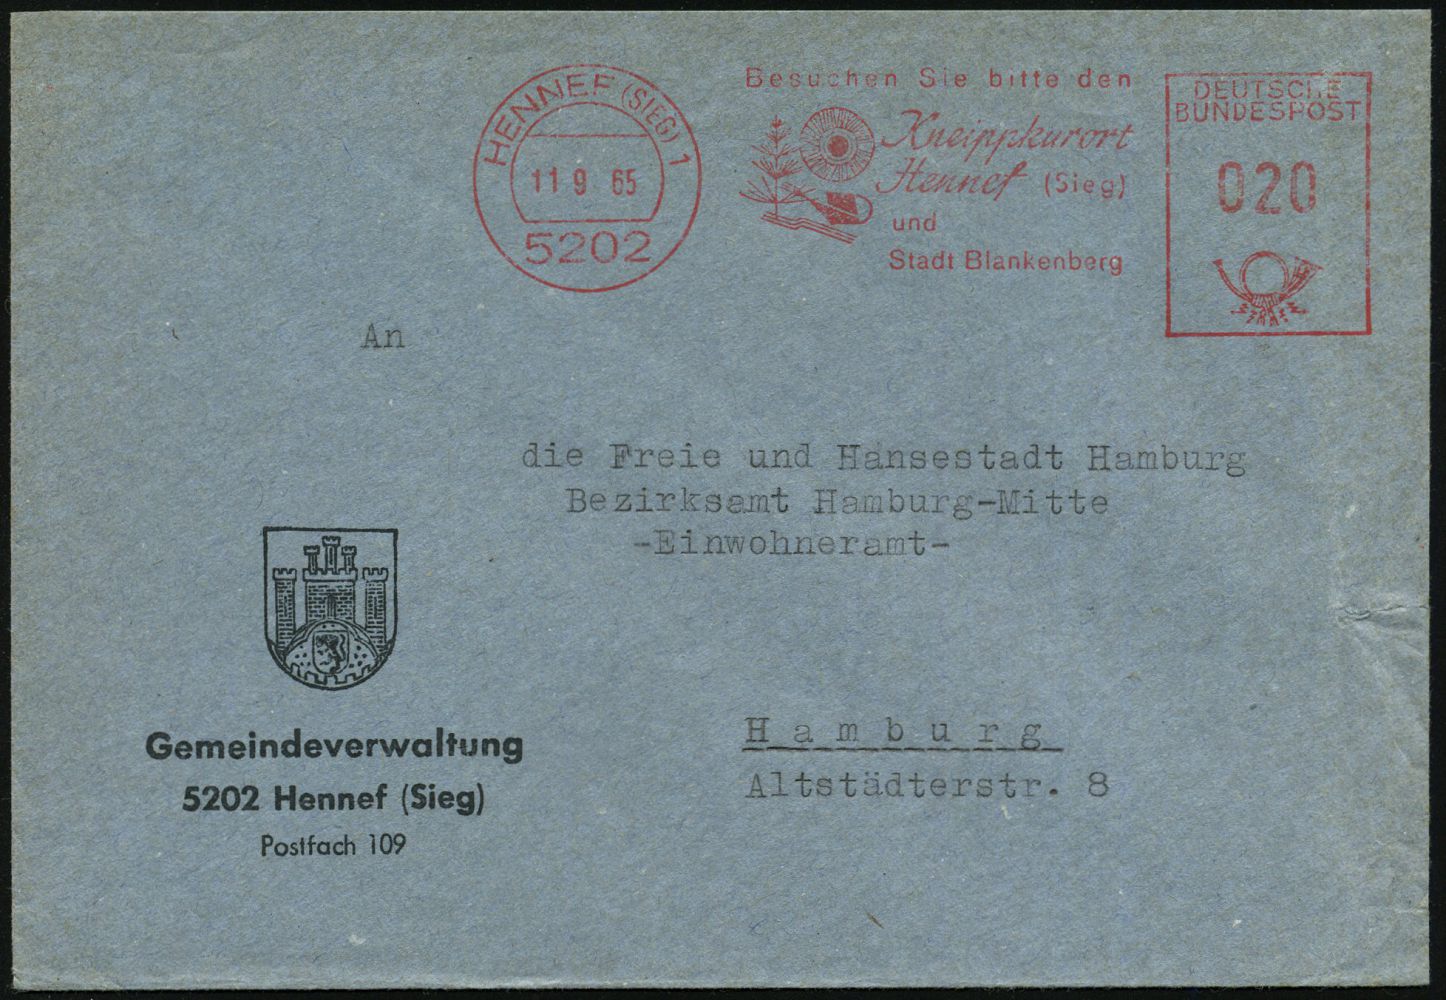 HENNEF (SIEG) 1
11 9 65
5202
Besuchen Sie bitte den
Kneippkurort
Hennef (Sieg)
und
Stadt Blankenberg
DEUTSCHE
BUNDESPOST
020
An
die Freie und Hansestadt Hamburg
Bezirksamt Hamburg-Mitte
-Einwohneramt-
Hamburg
Altstädterstr. 8
Gemeindeverwaltung
5202 Hennef (Sieg)
Postfach 109